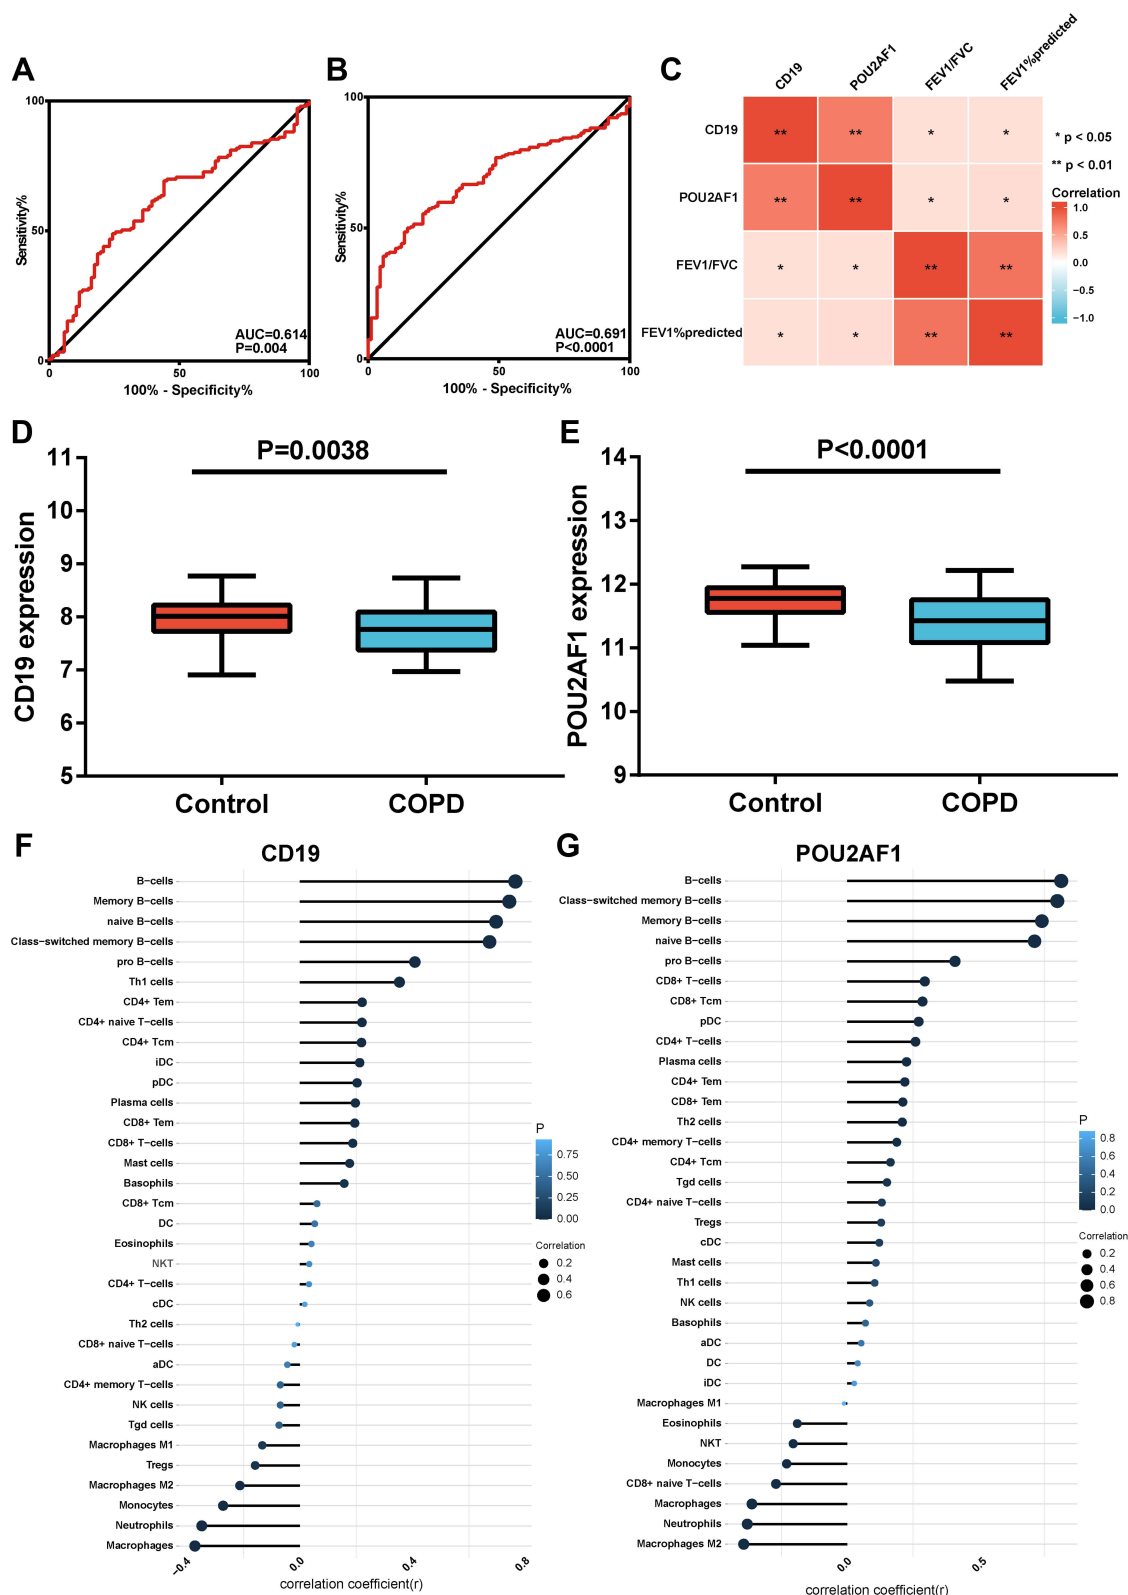 A
100
50
0
Sensitivity%
AUC=0.614
P=0.004
0
50
100
100% - Specificity%
B
100
50
0
Sensitivity%
AUC=0.691
P<0.0001
0
50
100
100% - Specificity%
C
CD19
POU2AF1
FEV1/FVC
FEV1%predicted
CD19
** ** * *
POU2AF1
** ** * *
FEV1/FVC
* * ** **
FEV1%predicted
* * ** **
* p < 0.05
** p < 0.01
Correlation
1.0
0.5
0.0
−0.5
−1.0
D
P=0.0038
CD19 expression
11
10
9
8
7
6
5
Control
COPD
E
P<0.0001
POU2AF1 expression
14
13
12
11
10
9
Control
COPD
F
CD19
B−cells
Memory B−cells
naive B−cells
Class−switched memory B−cells
pro B−cells
Th1 cells
CD4+ Tem
CD4+ naive T−cells
CD4+ Tcm
iDC
pDC
Plasma cells
CD8+ Tem
CD8+ T−cells
Mast cells
Basophils
CD8+ Tcm
DC
Eosinophils
NKT
CD4+ T−cells
cDC
Th2 cells
CD8+ naive T−cells
aDC
CD4+ memory T−cells
NK cells
Tgd cells
Macrophages M1
Tregs
Macrophages M2
Monocytes
Neutrophils
Macrophages
−0.4
0.0
0.4
0.8
correlation coefficient(r)
P
0.75
0.50
0.25
0.00
Correlation
0.2
0.4
0.6
G
POU2AF1
B−cells
Class−switched memory B−cells
Memory B−cells
naive B−cells
pro B−cells
CD8+ T−cells
CD8+ Tcm
pDC
CD4+ T−cells
Plasma cells
CD4+ Tem
CD8+ Tem
Th2 cells
CD4+ memory T−cells
CD4+ Tcm
Tgd cells
CD4+ naive T−cells
Tregs
cDC
Mast cells
Th1 cells
NK cells
Basophils
aDC
DC
iDC
Macrophages M1
Eosinophils
NKT
Monocytes
CD8+ naive T−cells
Macrophages
Neutrophils
Macrophages M2
0.0
0.5
correlation coefficient(r)
P
0.8
0.6
0.4
0.2
0.0
Correlation
0.2
0.4
0.6
0.8